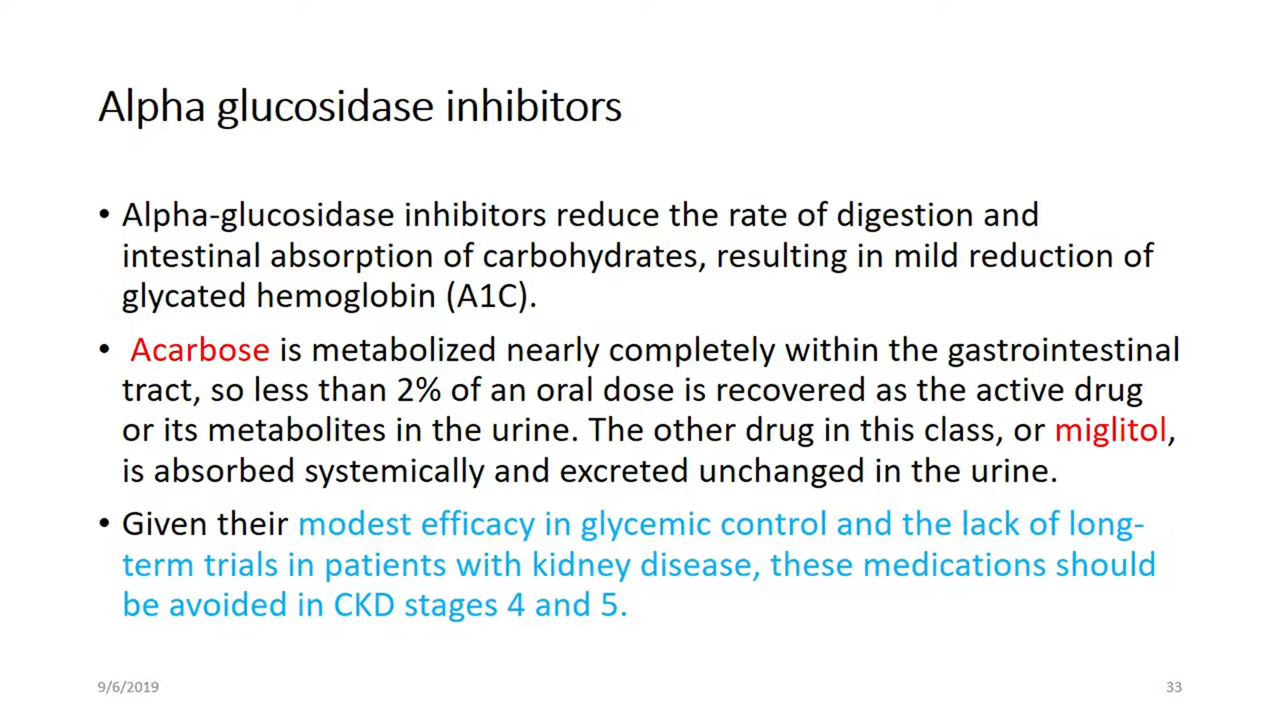 Alpha glucosidase inhibitors
• Alpha-glucosidase inhibitors reduce the rate of digestion and
intestinal absorption of carbohydrates, resulting in mild reduction of
glycated hemoglobin (A1C).
• Acarbose is metabolized nearly completely within the gastrointestinal
tract, so less than 2% of an oral dose is recovered as the active drug
or its metabolites in the urine. The other drug in this class, or miglitol,
is absorbed systemically and excreted unchanged in the urine.
• Given their modest efficacy in glycemic control and the lack of long-
term trials in patients with kidney disease, these medications should
be avoided in CKD stages 4 and 5.
9/6/2019
33